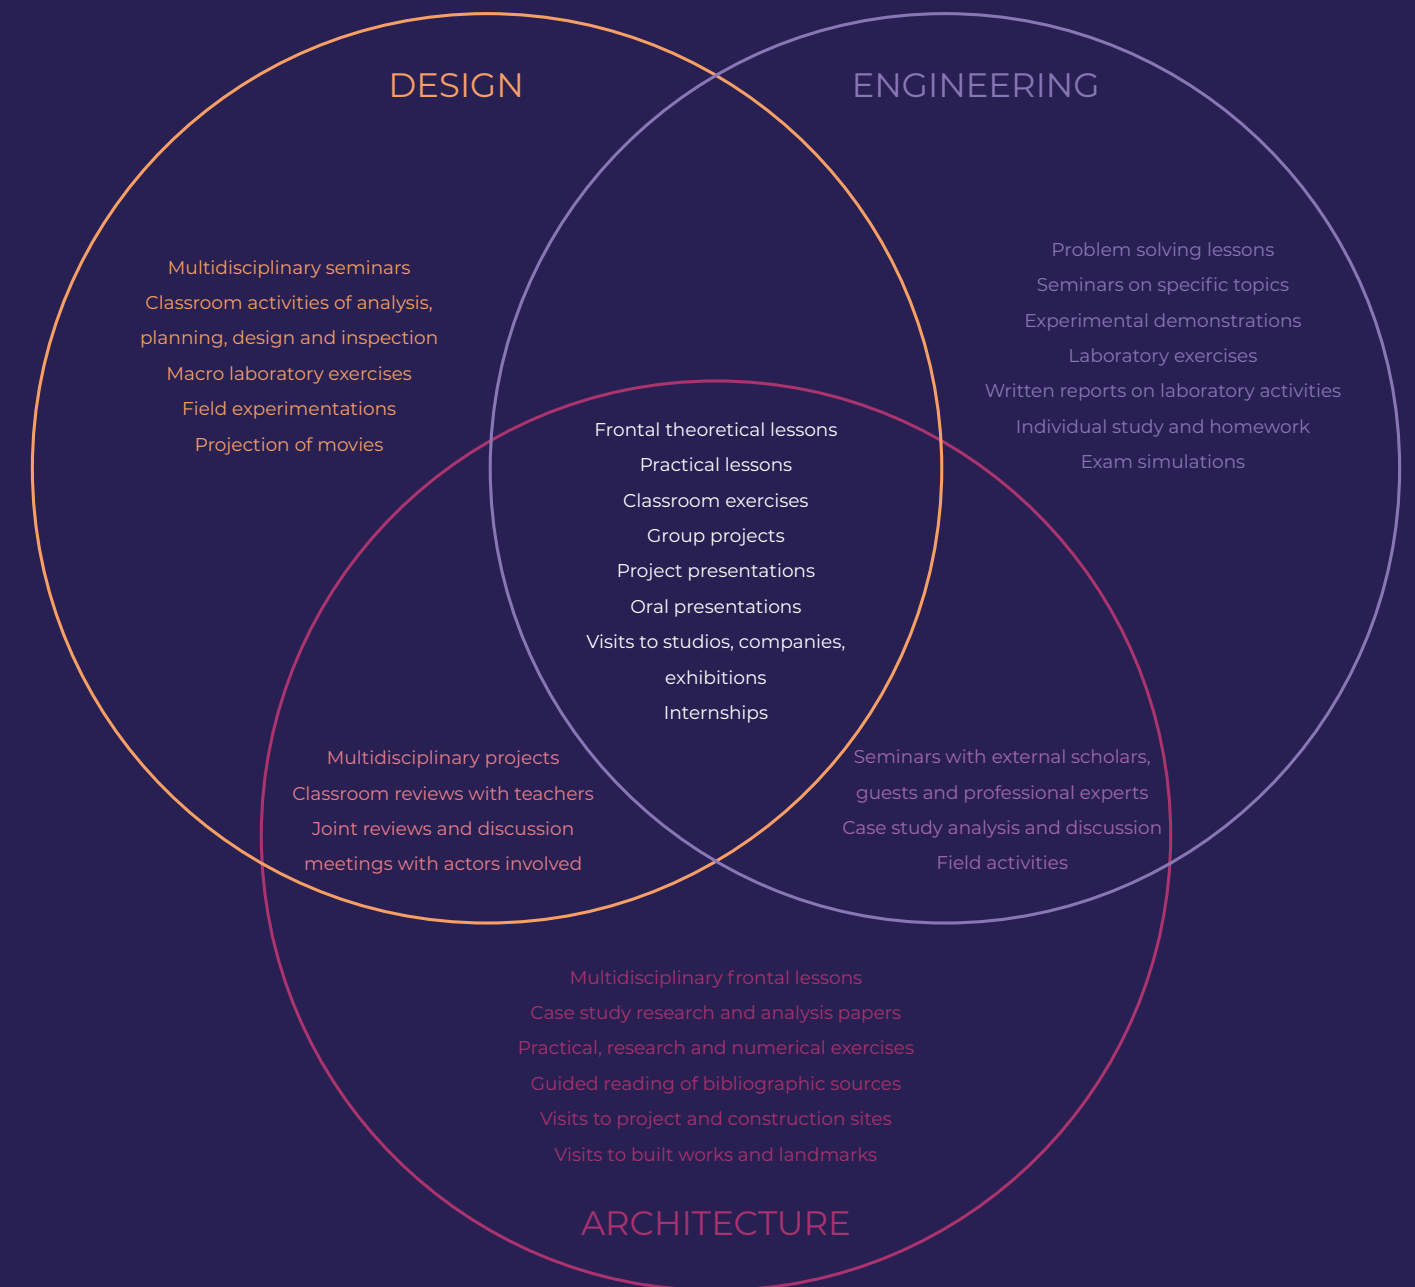 DESIGN
ENGINEERING
Multidisciplinary seminars
Classroom activities of analysis,
planning, design and inspection
Macro laboratory exercises
Field experimentations
Projection of movies
Problem solving lessons
Seminars on specific topics
Experimental demonstrations
Laboratory exercises
Written reports on laboratory activities
Individual study and homework
Exam simulations
Frontal theoretical lessons
Practical lessons
Classroom exercises
Group projects
Project presentations
Oral presentations
Visits to studios, companies,
exhibitions
Internships
Multidisciplinary projects
Classroom reviews with teachers
Joint reviews and discussion
meetings with actors involved
Seminars with external scholars,
guests and professional experts
Case study analysis and discussion
Field activities
Multidisciplinary frontal lessons
Case study research and analysis papers
Practical, research and numerical exercises
Guided reading of bibliographic sources
Visits to project and construction sites
Visits to built works and landmarks
ARCHITECTURE